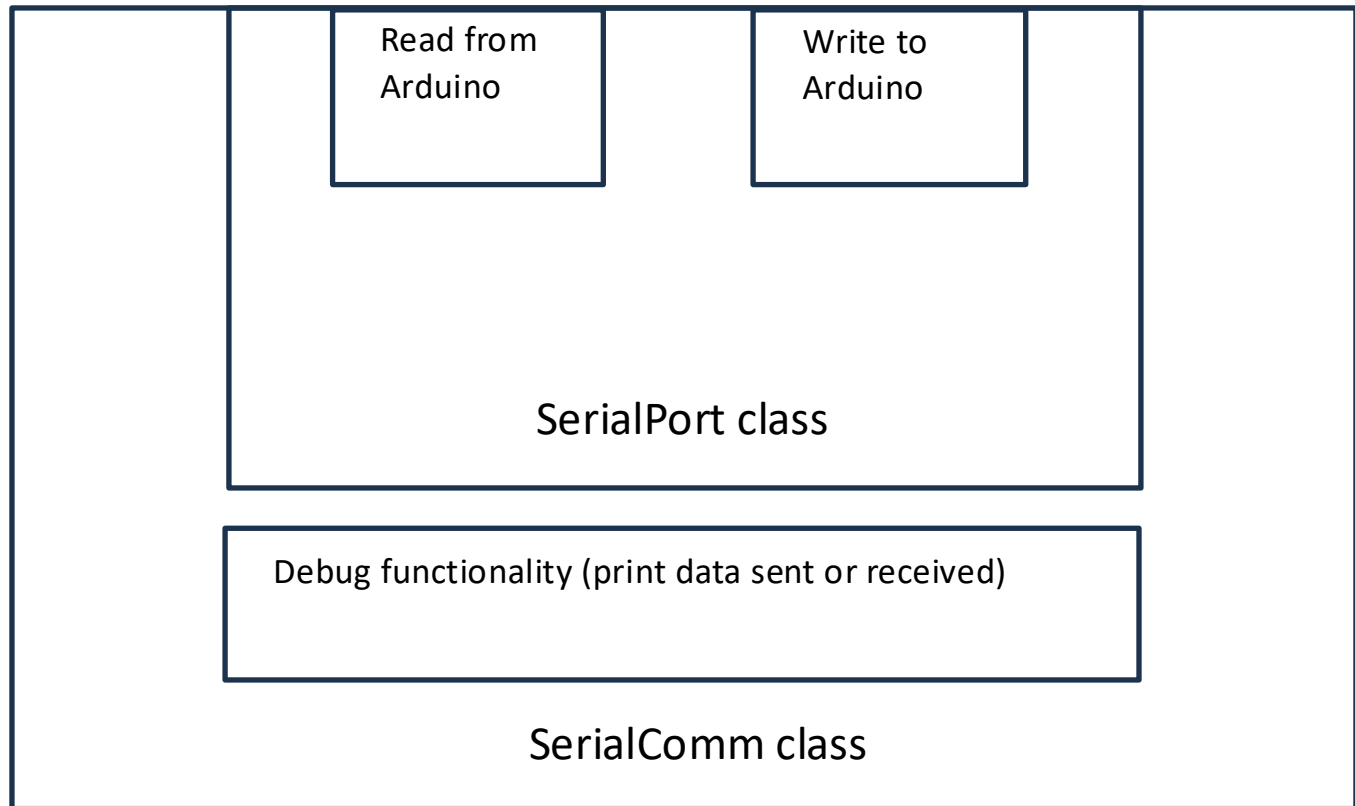 Read from
Arduino
Write to
Arduino
SerialPort class
Debug functionality (print data sent or received)
SerialComm class